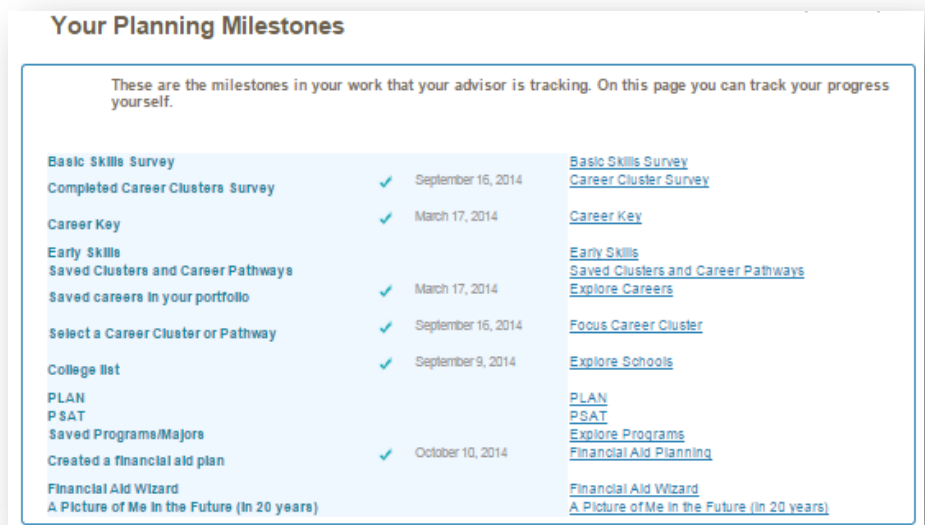 Your Planning Milestones
These are the milestones in your work that your advisor is tracking. On this page you can track your progress
yourself.
Basic Skills Survey Basic Skills Survey
Completed Career Clusters Survey ✓ September 16, 2014 Career Cluster Survey
Career Key ✓ March 17, 2014 Career Key
Early Skills Early Skills
Saved Clusters and Career Pathways Saved Clusters and Career Pathways
Saved careers in your portfolio ✓ March 17, 2014 Explore Careers
Select a Career Cluster or Pathway ✓ September 16, 2014 Focus Career Cluster
College list ✓ September 9, 2014 Explore Schools
PLAN PLAN
PSAT PSAT
Saved Programs/Majors Explore Programs
Created a financial aid plan ✓ October 10, 2014 Financial Aid Planning
Financial Aid Wizard Financial Aid Wizard
A Picture of Me in the Future (in 20 years) A Picture of Me in the Future (in 20 years)